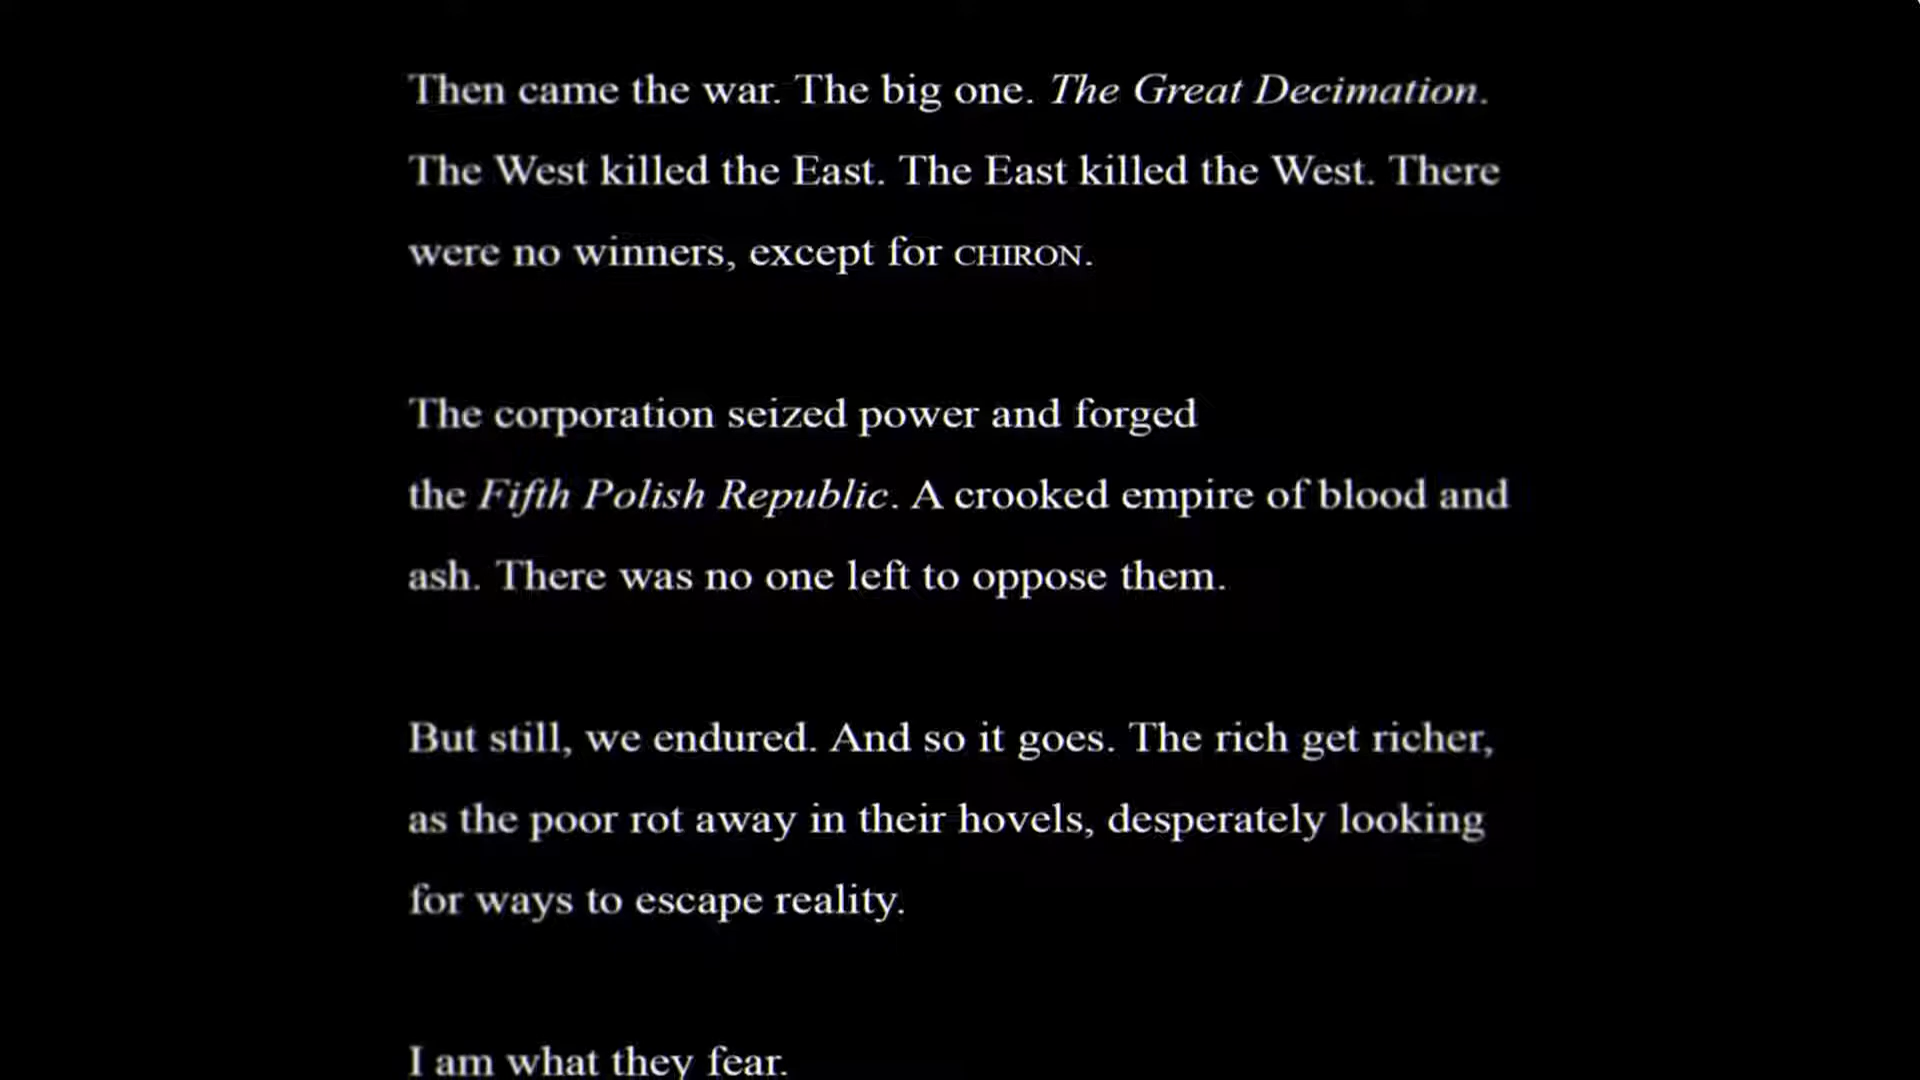 Then came the war. The big one. The Great Decimation.
The West killed the East. The East killed the West. There
were no winners, except for CHIRON.
The corporation seized power and forged
the Fifth Polish Republic. A crooked empire of blood and
ash. There was no one left to oppose them.
But still, we endured. And so it goes. The rich get richer,
as the poor rot away in their hovels, desperately looking
for ways to escape reality.
I am what they fear.